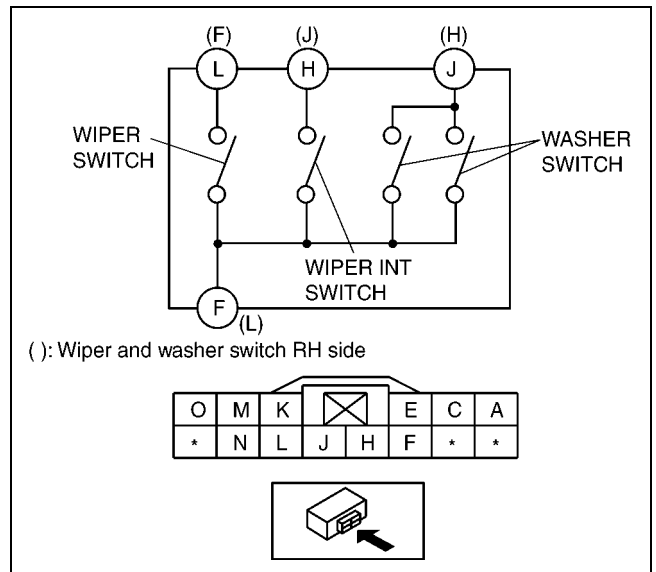 (F) (J) (H)
L H J
WIPER
SWITCH
WASHER
SWITCH
WIPER INT
SWITCH
F
(L)
( ): Wiper and washer switch RH side
O M K E C A
* N L J H F * *